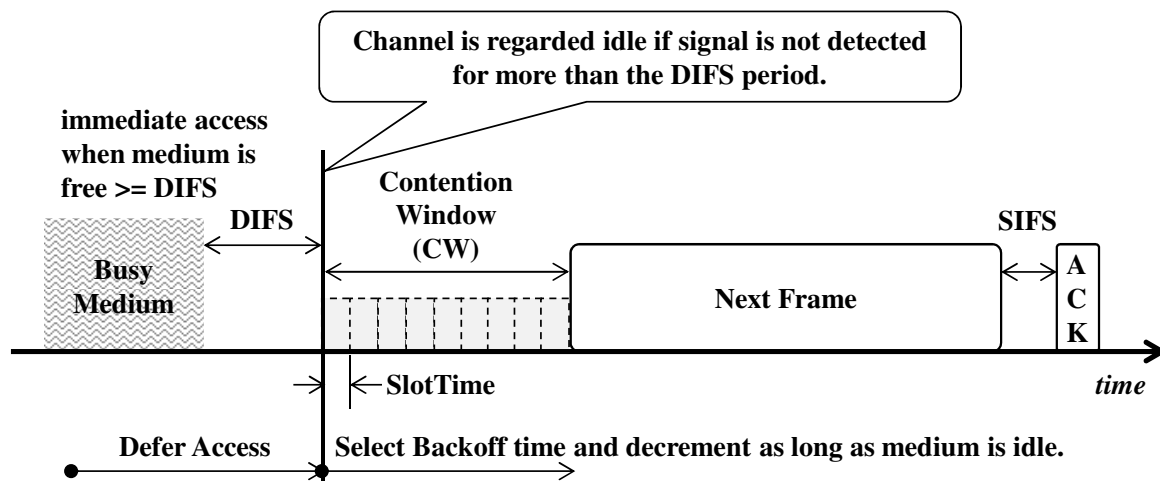 Channel is regarded idle if signal is not detected
for more than the DIFS period.
immediate access
when medium is
free >= DIFS
DIFS
Contention
Window
(CW)
SIFS
Busy
Medium
Next Frame
A
C
K
SlotTime
time
Defer Access
Select Backoff time and decrement as long as medium is idle.